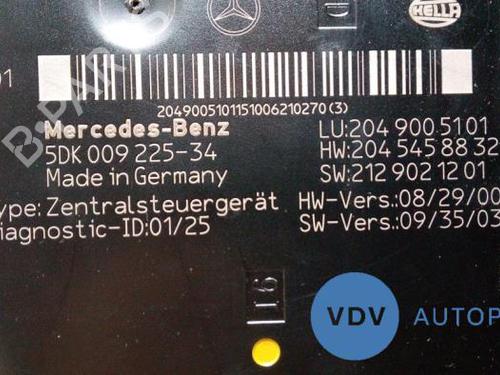 HELLA
D
01
2049005101151006210270(3)
Mercedes-Benz
LU:204 900 5101
5DK 009 225-34
HW:204 545 88 32
Made in Germany
SW:212 902 1201
ype: Zentralsteuergerät
HW-Vers.:08/29/00
iagnostic-ID:01/25
SW-Vers.:09/35/03
B-PARTS
16
VDV
AUTOP